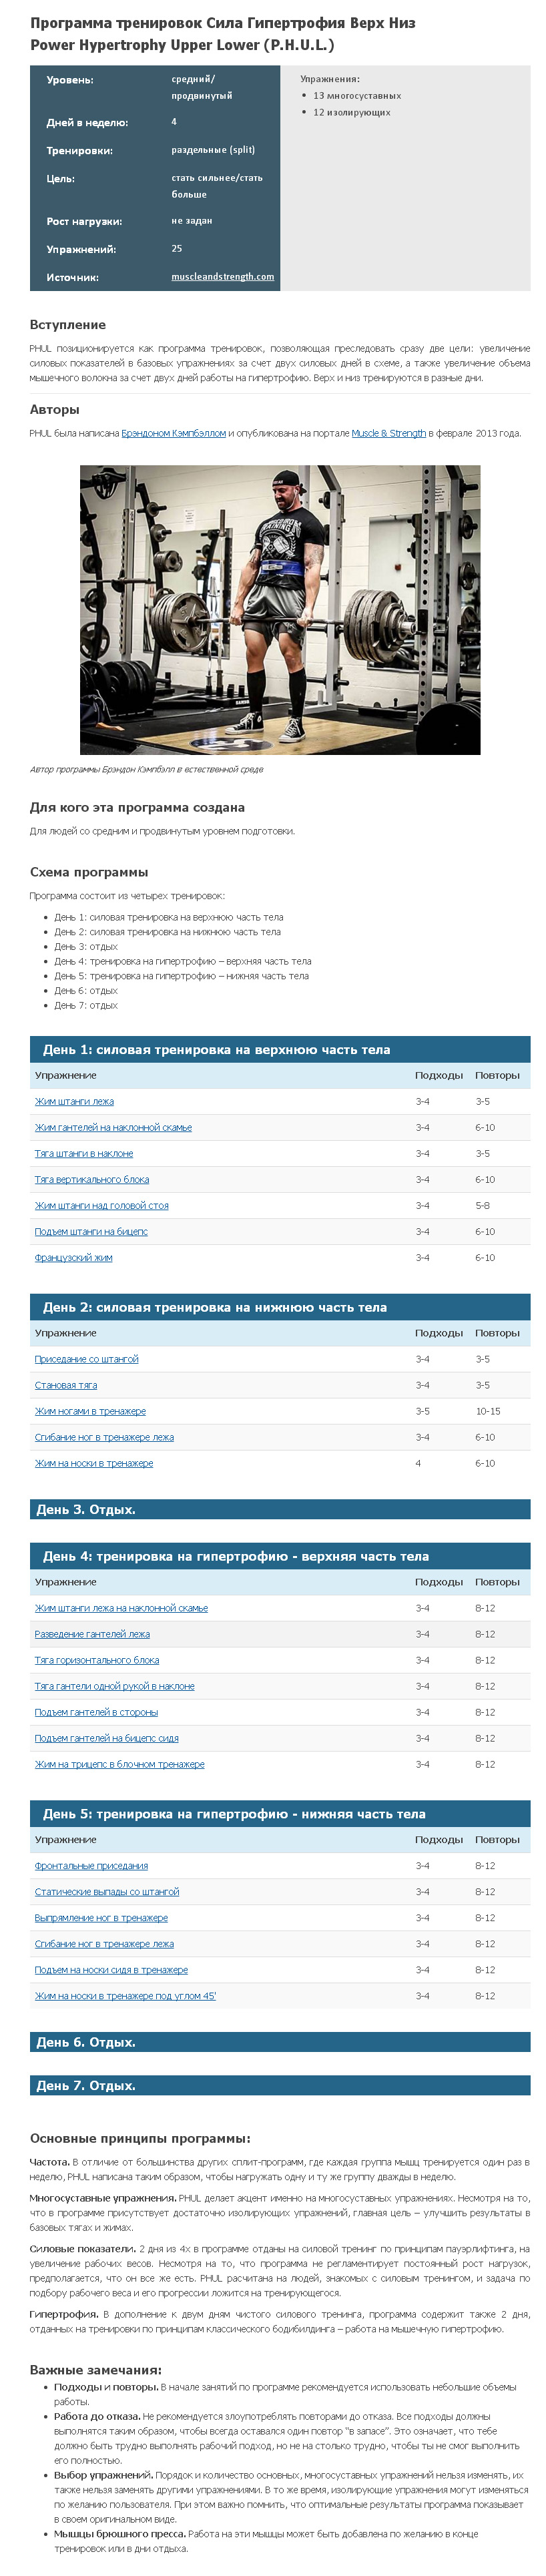 Программа тренировок Сила Гипертрофия Верх Низ
Power Hypertrophy Upper Lower (P.H.U.L.)
Уровень: средний/
продвинутый
Дней в неделю: 4
Тренировки: раздельные (split)
Цель: стать сильнее/стать
больше
Рост нагрузки: не задан
Упражнений: 25
Источник: muscleandstrength.com
Упражнения:
• 13 многосуставных
• 12 изолирующих
Вступление
PHUL позиционируется как программа тренировок, позволяющая преследовать сразу две цели: увеличение
силовых показателей в базовых упражнениях за счет двух силовых дней в схеме, а также увеличение объема
мышечного волокна за счет двух дней работы на гипертрофию. Верх и низ тренируются в разные дни.
Авторы
PHUL была написана Брэндоном Кэмпбэллом и опубликована на портале Muscle & Strength в феврале 2013 года.
Автор программы Брэндон Кэмпбэлл в естественной среде
Для кого эта программа создана
Для людей со средним и продвинутым уровнем подготовки.
Схема программы
Программа состоит из четырех тренировок:
• День 1: силовая тренировка на верхнюю часть тела
• День 2: силовая тренировка на нижнюю часть тела
• День 3: отдых
• День 4: тренировка на гипертрофию – верхняя часть тела
• День 5: тренировка на гипертрофию – нижняя часть тела
• День 6: отдых
• День 7: отдых
День 1: силовая тренировка на верхнюю часть тела
Упражнение Подходы Повторы
Жим штанги лежа 3-4 3-5
Жим гантелей на наклонной скамье 3-4 6-10
Тяга штанги в наклоне 3-4 3-5
Тяга вертикального блока 3-4 6-10
Жим штанги над головой стоя 3-4 5-8
Подъем штанги на бицепс 3-4 6-10
Французский жим 3-4 6-10
День 2: силовая тренировка на нижнюю часть тела
Упражнение Подходы Повторы
Приседание со штангой 3-4 3-5
Становая тяга 3-4 3-5
Жим ногами в тренажере 3-5 10-15
Сгибание ног в тренажере лежа 3-4 6-10
Жим на носки в тренажере 4 6-10
День 3. Отдых.
День 4: тренировка на гипертрофию - верхняя часть тела
Упражнение Подходы Повторы
Жим штанги лежа на наклонной скамье 3-4 8-12
Разведение гантелей лежа 3-4 8-12
Тяга горизонтального блока 3-4 8-12
Тяга гантели одной рукой в наклоне 3-4 8-12
Подъем гантелей в стороны 3-4 8-12
Подъем гантелей на бицепс сидя 3-4 8-12
Жим на трицепс в блочном тренажере 3-4 8-12
День 5: тренировка на гипертрофию - нижняя часть тела
Упражнение Подходы Повторы
Фронтальные приседания 3-4 8-12
Статические выпады со штангой 3-4 8-12
Выпрямление ног в тренажере 3-4 8-12
Сгибание ног в тренажере лежа 3-4 8-12
Подъем на носки сидя в тренажере 3-4 8-12
Жим на носки в тренажере под углом 45' 3-4 8-12
День 6. Отдых.
День 7. Отдых.
Основные принципы программы:
Частота. В отличие от большинства других сплит-программ, где каждая группа мышц тренируется один раз в
неделю, PHUL написана таким образом, чтобы нагружать одну и ту же группу дважды в неделю.
Многосуставные упражнения. PHUL делает акцент именно на многосуставных упражнениях. Несмотря на то,
что в программе присутствует достаточно изолирующих упражнений, главная цель – улучшить результаты в
базовых тягах и жимах.
Силовые показатели. 2 дня из 4х в программе отданы на силовой тренинг по принципам пауэрлифтинга, на
увеличение рабочих весов. Несмотря на то, что программа не регламентирует постоянный рост нагрузок,
предполагается, что он все же есть. PHUL расчитана на людей, знакомых с силовым тренингом, и задача по
подбору рабочего веса и его прогрессии ложится на тренирующегося.
Гипертрофия. В дополнение к двум дням чистого силового тренинга, программа содержит также 2 дня,
отданных на тренировки по принципам классического бодибилдинга – работа на мышечную гипертрофию.
Важные замечания:
• Подходы и повторы. В начале занятий по программе рекомендуется использовать небольшие объемы
работы.
• Работа до отказа. Не рекомендуется злоупотреблять повторами до отказа. Все подходы должны
выполнятся таким образом, чтобы всегда оставался один повтор "в запасе". Это означает, что тебе
должно быть трудно выполнять рабочий подход, но не на столько трудно, чтобы ты не смог выполнить
его полностью.
• Выбор упражнений. Порядок и количество основных, многосуставных упражнений нельзя изменять, их
также нельзя заменять другими упражнениями. В то же время, изолирующие упражнения могут изменяться
по желанию пользователя. При этом важно помнить, что оптимальные результаты программа показывает
в своем оригинальном виде.
• Мышцы брюшного пресса. Работа на эти мышцы может быть добавлена по желанию в конце
тренировок или в дни отдыха.